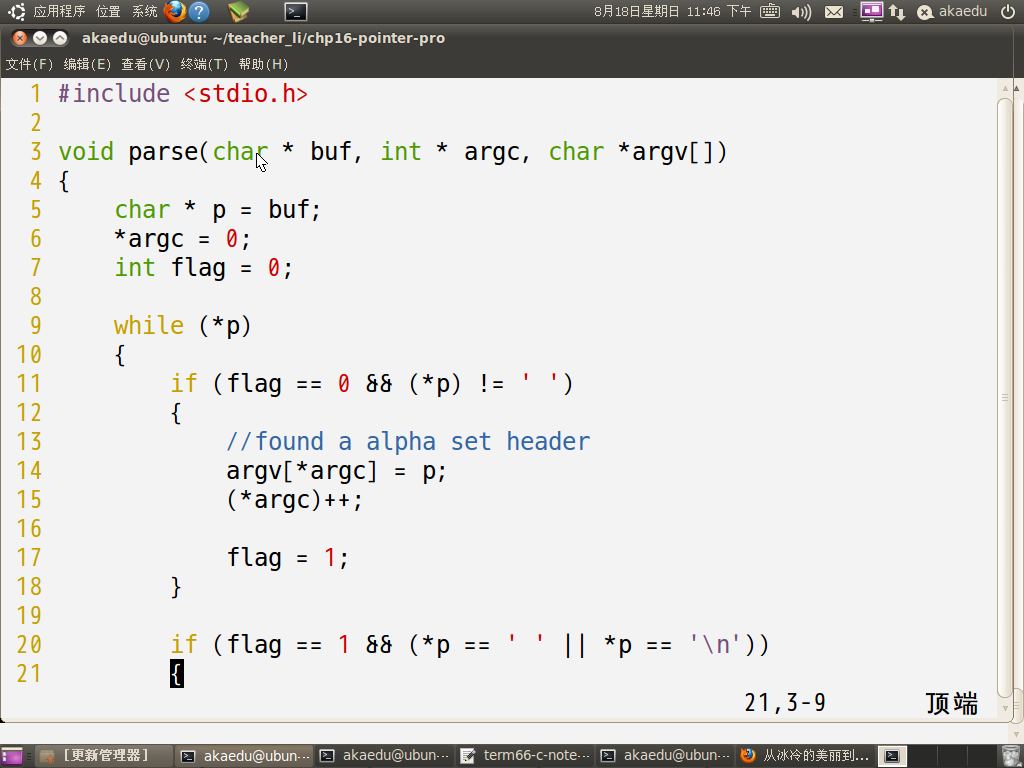 应用程序 位置 系统 8月18日星期日 11:46 下午 akaedu
akaedu@ubuntu: ~/teacher_li/chp16-pointer-pro
文件(F) 编辑(E) 查看(V) 终端(T) 帮助(H)
1 #include <stdio.h>
2
3 void parse(char * buf, int * argc, char *argv[])
4 {
5     char * p = buf;
6     *argc = 0;
7     int flag = 0;
8
9     while (*p)
10     {
11         if (flag == 0 && (*p) != ' ')
12         {
13             //found a alpha set header
14             argv[*argc] = p;
15             (*argc)++;
16
17             flag = 1;
18         }
19
20         if (flag == 1 && (*p == ' ' || *p == '\n'))
21         {
21,3-9 顶端
[更新管理器] akaedu@ubun··· akaedu@ubun··· term66-c-note··· akaedu@ubun··· 从冰冷的美丽到...